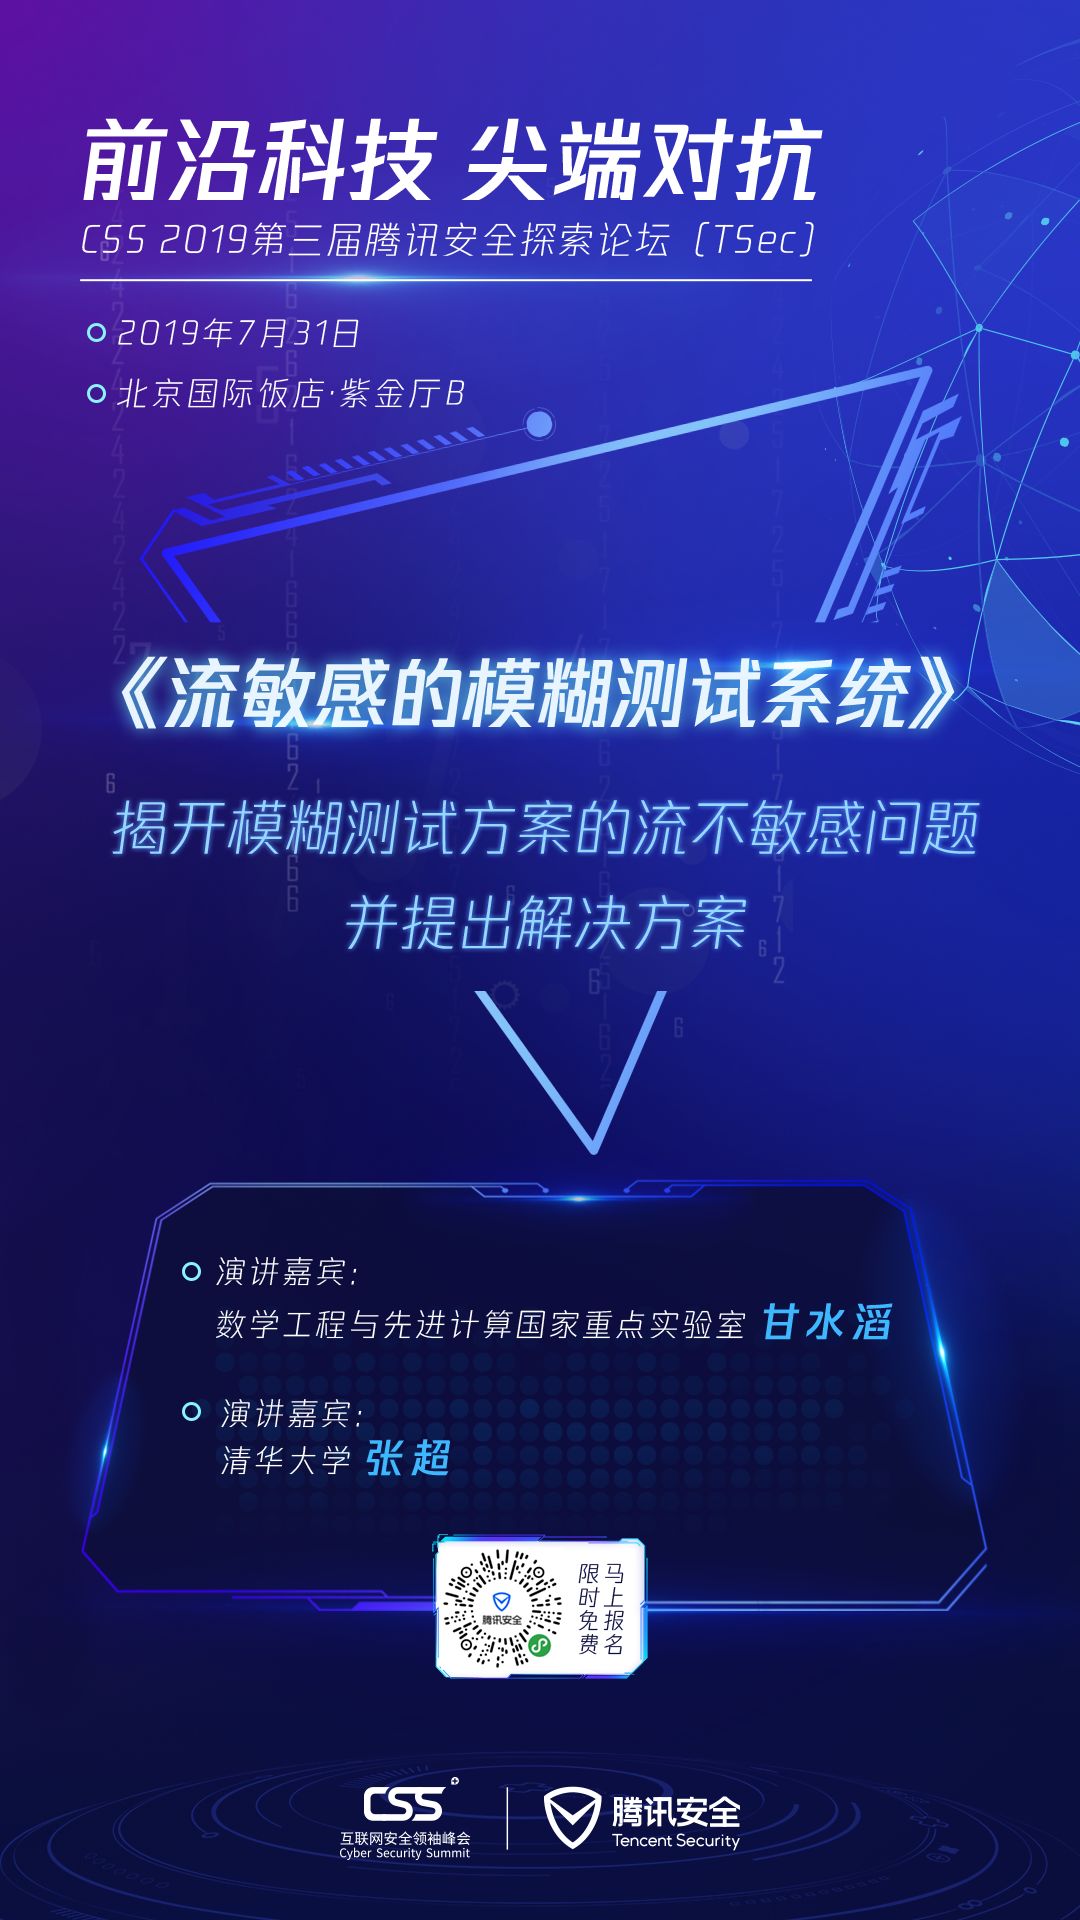 前沿科技 尖端对抗
CSS 2019第三届腾讯安全探索论坛（TSec）
2019年7月31日
北京国际饭店·紫金厅B
《流敏感的模糊测试系统》
揭开模糊测试方案的流不敏感问题
并提出解决方案
演讲嘉宾：
数学工程与先进计算国家重点实验室 甘水滔
演讲嘉宾：
清华大学 张超
腾讯安全
马上报名
限时免费
CSS
互联网安全领袖峰会
Cyber Security Summit
腾讯安全
Tencent Security